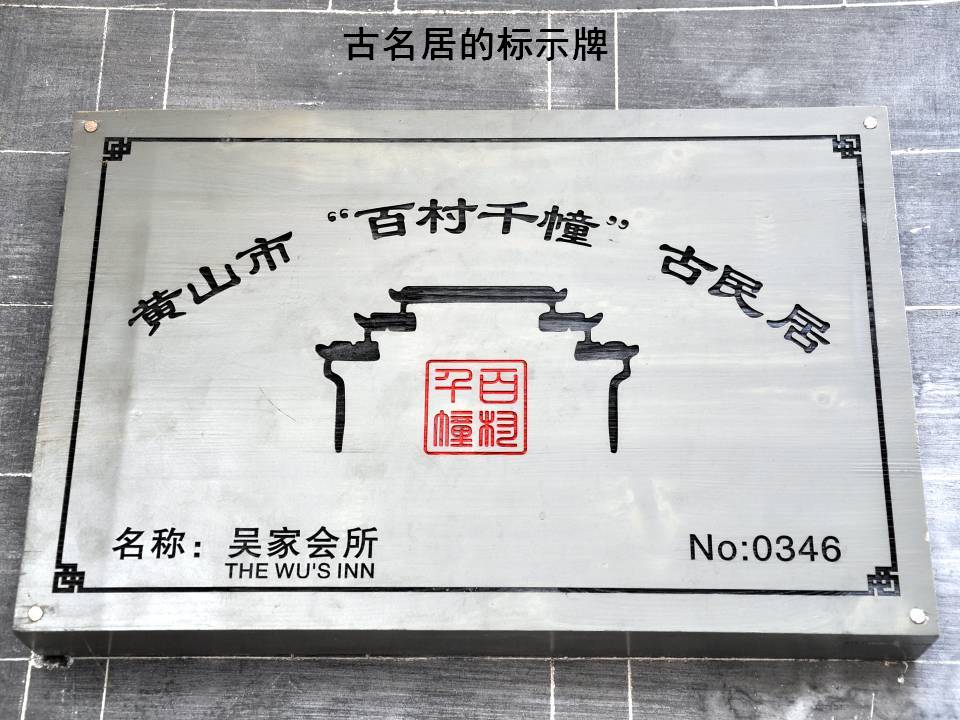 古名居的标示牌
黄山市“百村千幢”古民居
百村
千幢
名称：吴家会所
THE WU'S INN
No:0346